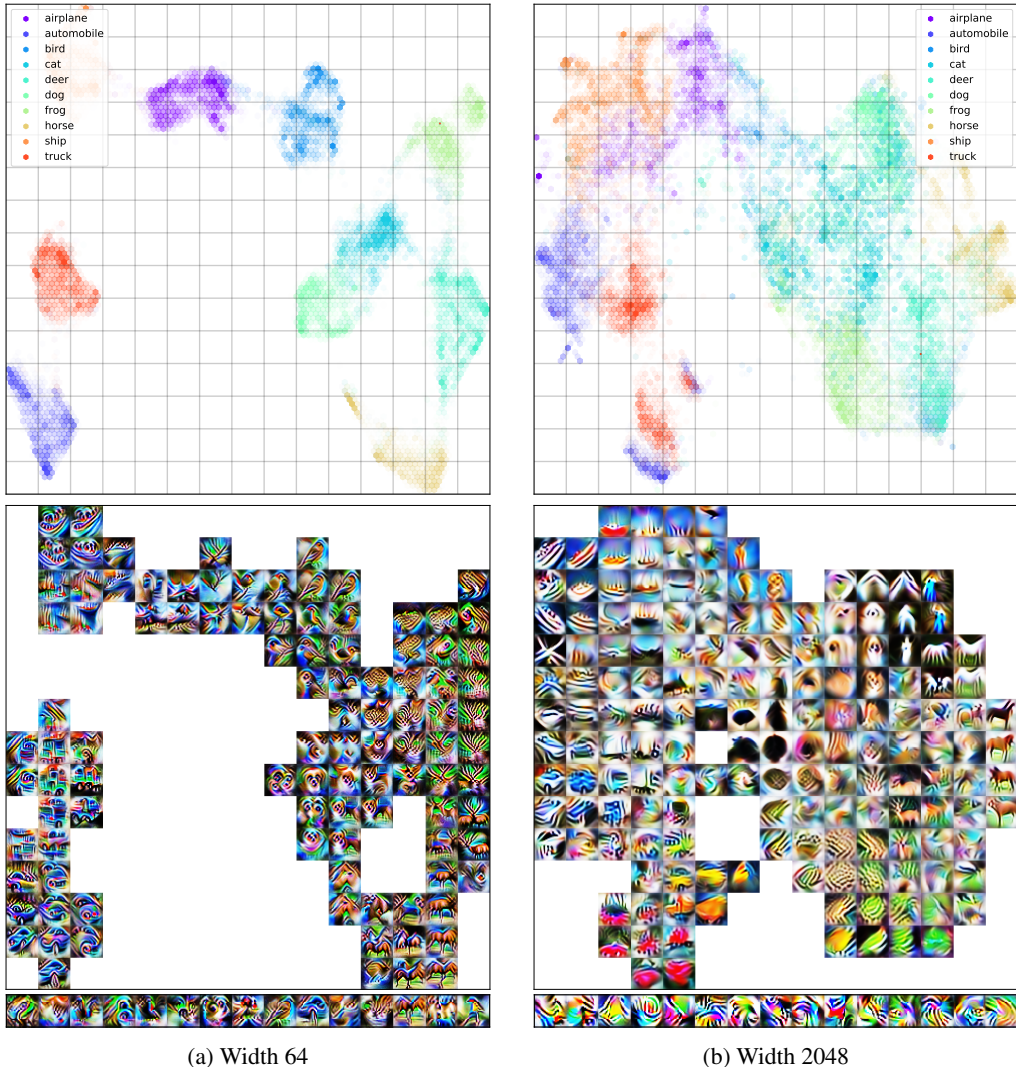 airplane
automobile
bird
cat
deer
dog
frog
horse
ship
truck
airplane
automobile
bird
cat
deer
dog
frog
horse
ship
truck
(a) Width 64
(b) Width 2048